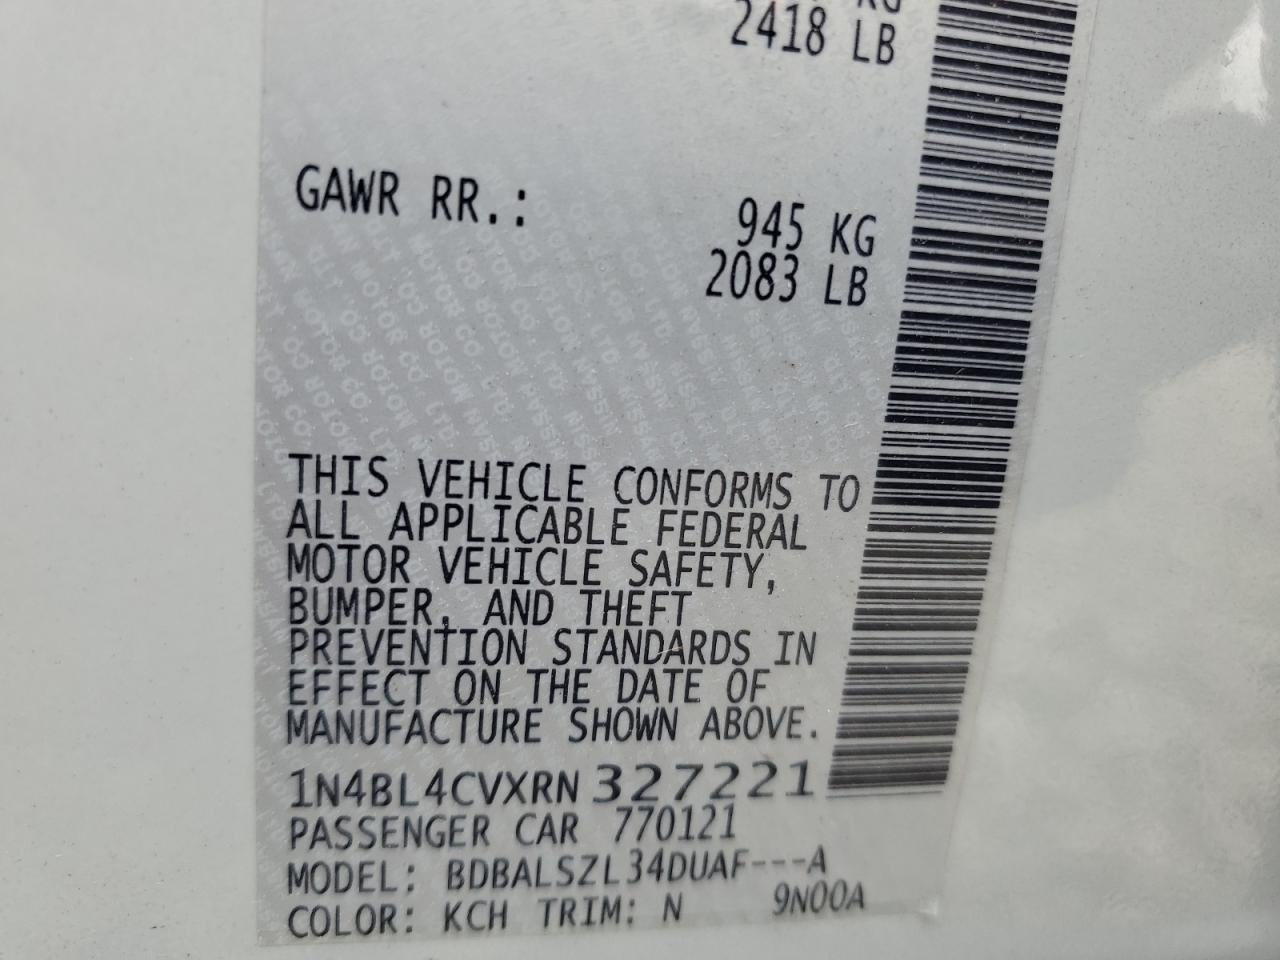 2418 LB
GAWR RR.: 945 KG
2083 LB
THIS VEHICLE CONFORMS TO
ALL APPLICABLE FEDERAL
MOTOR VEHICLE SAFETY,
BUMPER, AND THEFT
PREVENTION STANDARDS IN
EFFECT ON THE DATE OF
MANUFACTURE SHOWN ABOVE.
1N4BL4CVXRN327221
PASSENGER CAR 770121
MODEL: BDBALSZL34DUAF---A
COLOR: KCH TRIM: N 9N00A